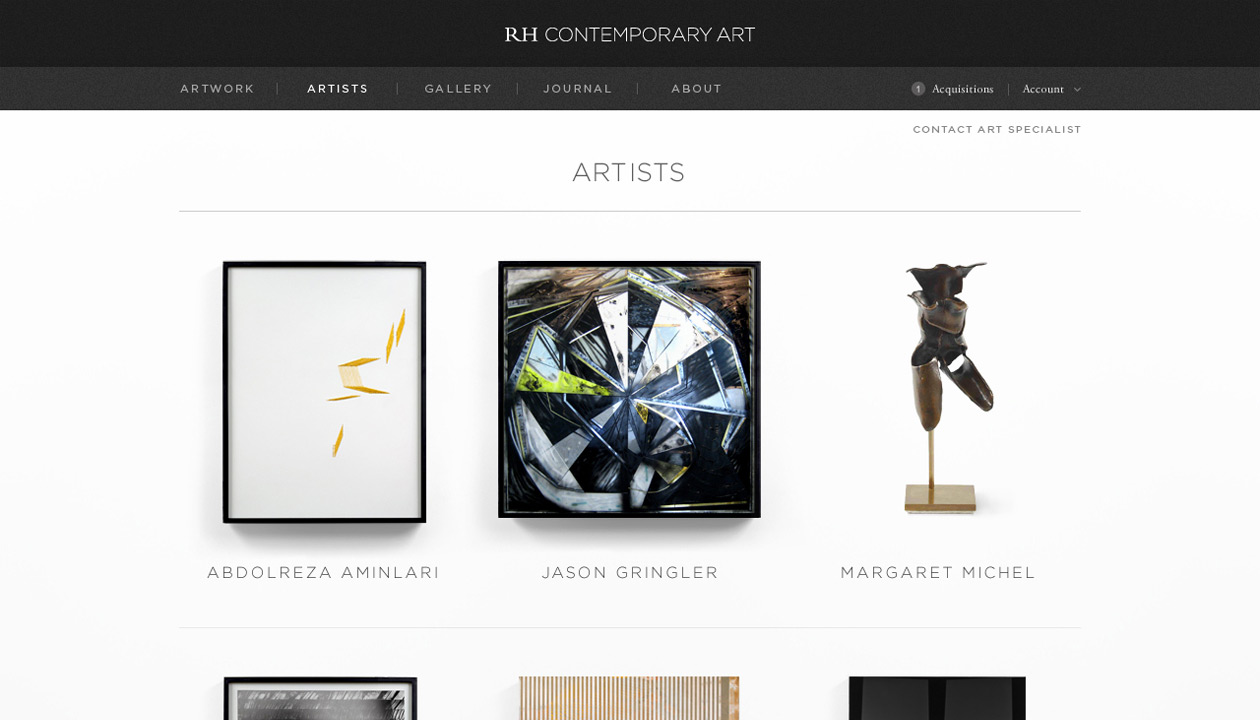 RH CONTEMPORARY ART
ARTWORK
ARTISTS
GALLERY
JOURNAL
ABOUT
1 Acquisitions
Account
CONTACT ART SPECIALIST
ARTISTS
ABDOLREZA AMINLARI
JASON GRINGLER
MARGARET MICHEL